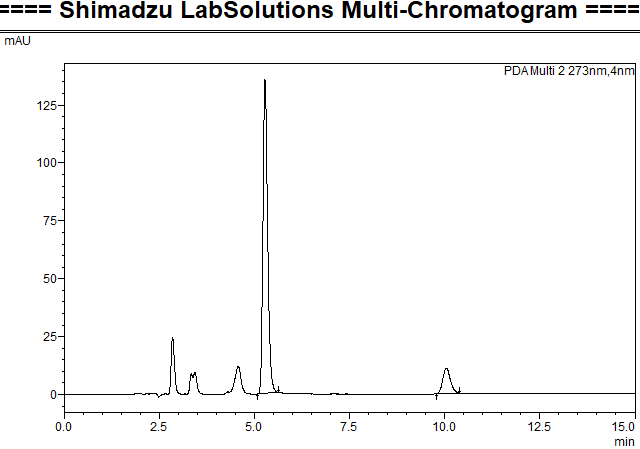 ==== Shimadzu LabSolutions Multi-Chromatogram ====
mAU
PDA Multi 2 273nm,4nm
125
100
75
50
25
0
0.0 2.5 5.0 7.5 10.0 12.5 15.0
min